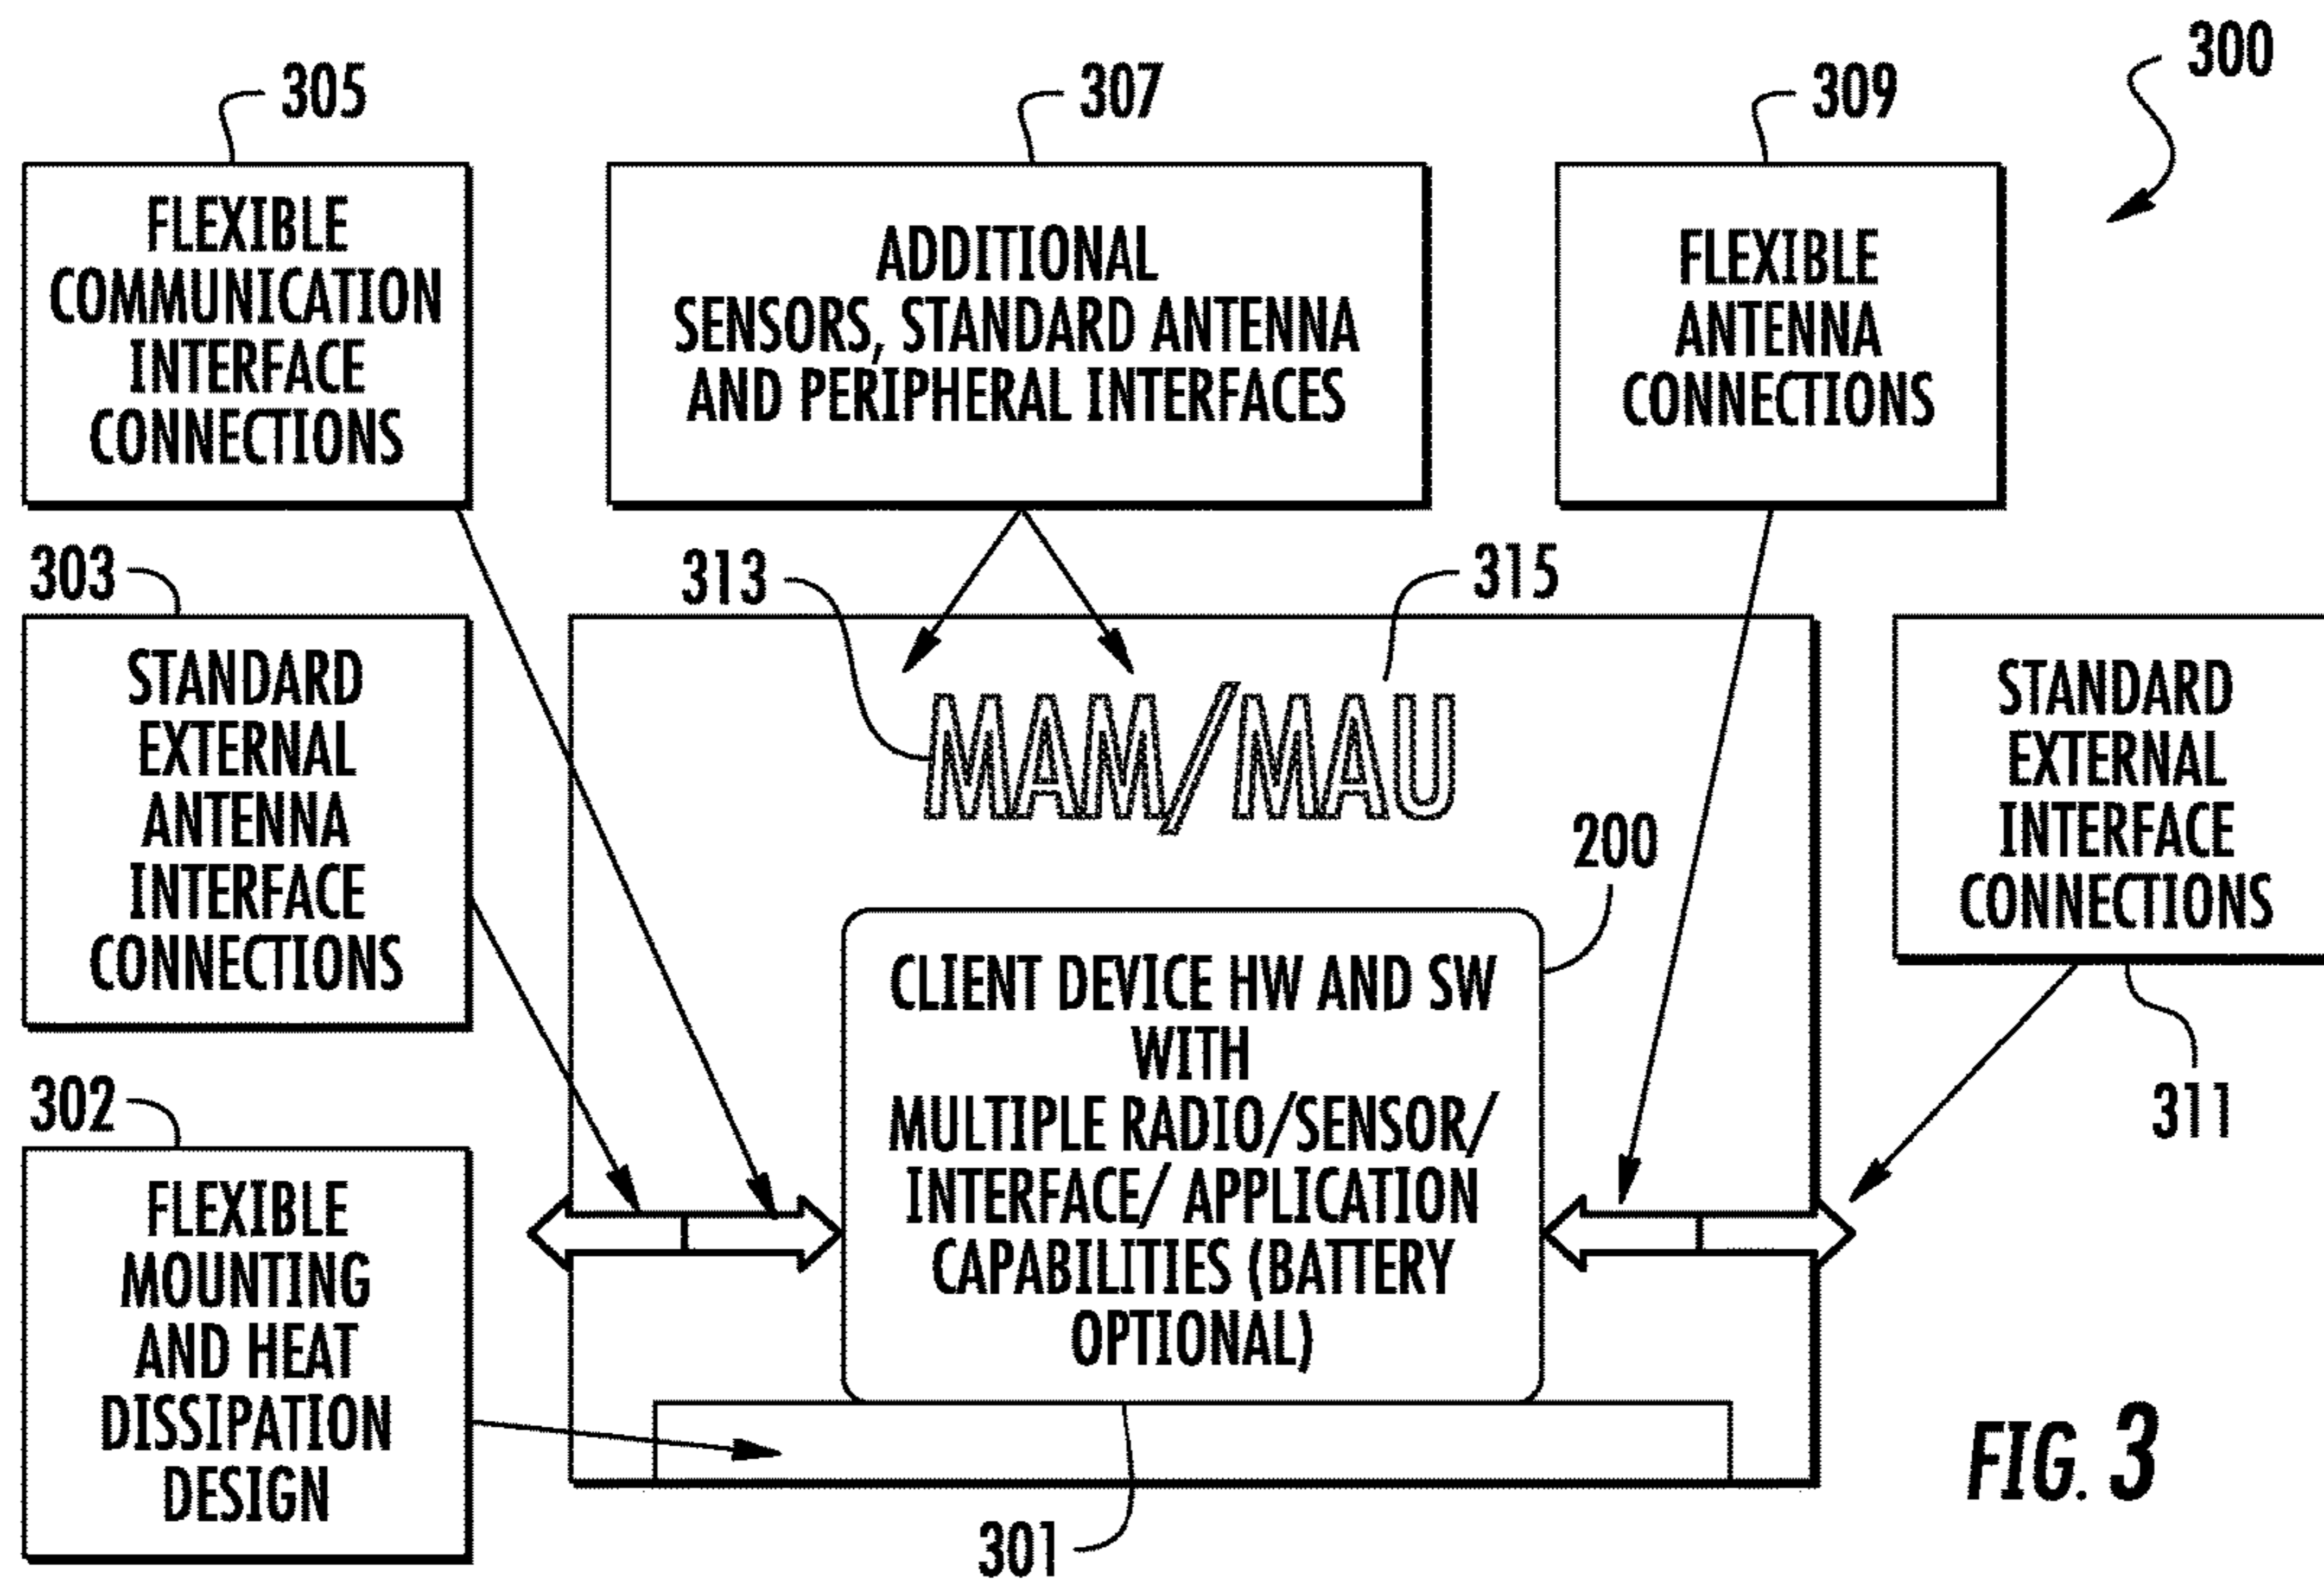 300
305
FLEXIBLE
COMMUNICATION
INTERFACE
CONNECTIONS
307
ADDITIONAL
SENSORS, STANDARD ANTENNA
AND PERIPHERAL INTERFACES
309
FLEXIBLE
ANTENNA
CONNECTIONS
303
STANDARD
EXTERNAL
ANTENNA
INTERFACE
CONNECTIONS
313
315
MAM/MAU
STANDARD
EXTERNAL
INTERFACE
CONNECTIONS
311
200
CLIENT DEVICE HW AND SW
WITH
MULTIPLE RADIO/SENSOR/
INTERFACE/ APPLICATION
CAPABILITIES (BATTERY
OPTIONAL)
302
FLEXIBLE
MOUNTING
AND HEAT
DISSIPATION
DESIGN
301
FIG. 3